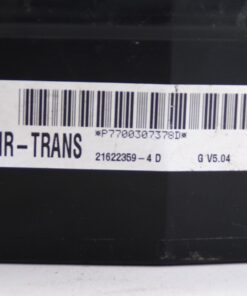 *P7700307378D*
IR-TRANS
21622359-4 D G V5.04